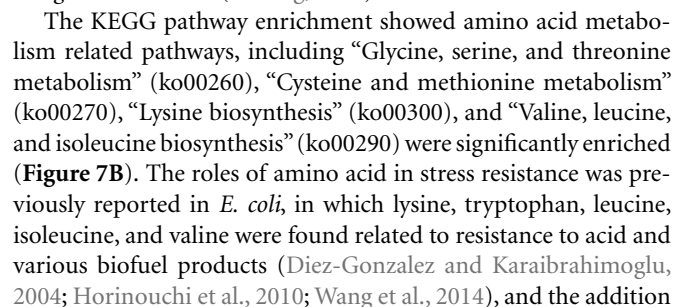 The KEGG pathway enrichment showed amino acid metabo-
lism related pathways, including “Glycine, serine, and threonine
metabolism” (ko00260), “Cysteine and methionine metabolism”
(ko00270), “Lysine biosynthesis” (ko00300), and “Valine, leucine,
and isoleucine biosynthesis” (ko00290) were significantly enriched
(Figure 7B). The roles of amino acid in stress resistance was pre-
viously reported in E. coli, in which lysine, tryptophan, leucine,
isoleucine, and valine were found related to resistance to acid and
various biofuel products (Diez-Gonzalez and Karaibrahimoglu,
2004; Horinouchi et al., 2010; Wang et al., 2014), and the addition